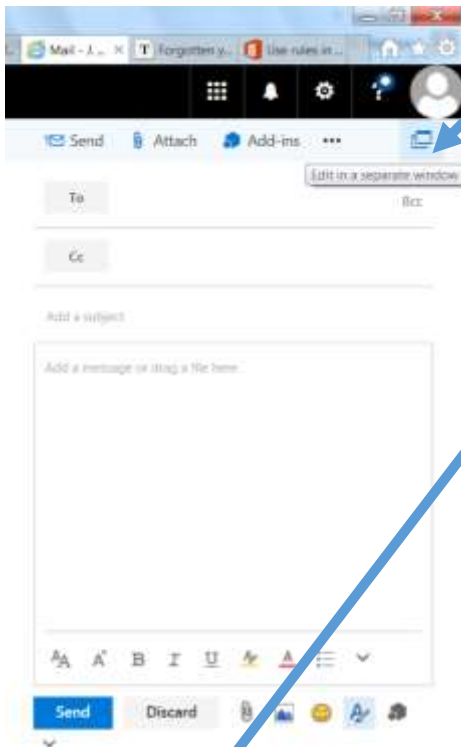 Mail - J... × T Forgotten y... Use rules in ...
?
Send Attach Add-ins •••
Edit in a separate window
To Bcc
Cc
Add a subject
Add a message or drag a file here
AA A° B I U A
Send Discard